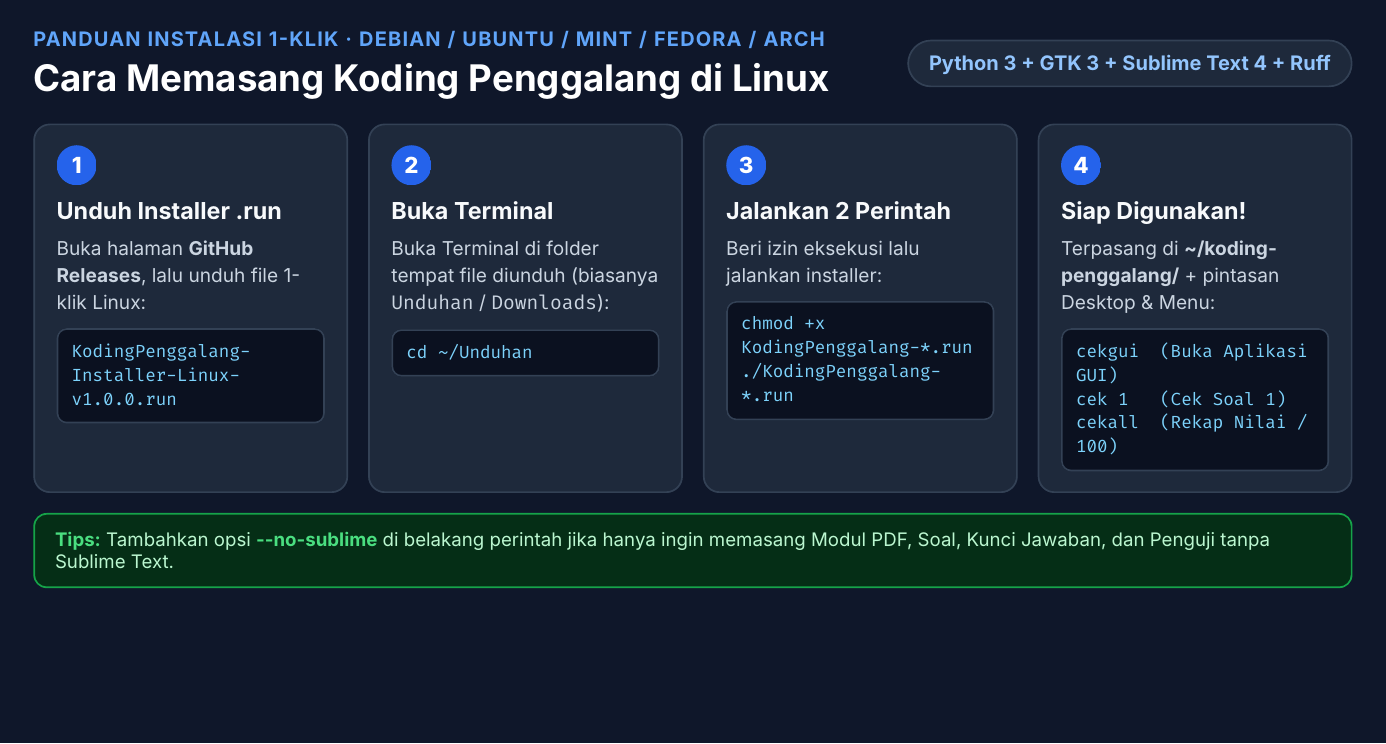 PANDUAN INSTALASI 1-KLIK · DEBIAN / UBUNTU / MINT / FEDORA / ARCH
Cara Memasang Koding Penggalang di Linux
Python 3 + GTK 3 + Sublime Text 4 + Ruff
1
Unduh Installer .run
Buka halaman GitHub
Releases, lalu unduh file 1-
klik Linux:
KodingPenggalang-
Installer-Linux-
v1.0.0.run
2
Buka Terminal
Buka Terminal di folder
tempat file diunduh (biasanya
Unduhan / Downloads):
cd ~/Unduhan
3
Jalankan 2 Perintah
Beri izin eksekusi lalu
jalankan installer:
chmod +x
KodingPenggalang-*.run
./KodingPenggalang-
*.run
4
Siap Digunakan!
Terpasang di ~/koding-
penggalang/ + pintasan
Desktop & Menu:
cekgui  (Buka Aplikasi
GUI)
cek 1   (Cek Soal 1)
cekall  (Rekap Nilai /
100)
Tips: Tambahkan opsi --no-sublime di belakang perintah jika hanya ingin memasang Modul PDF, Soal, Kunci Jawaban, dan Penguji tanpa
Sublime Text.